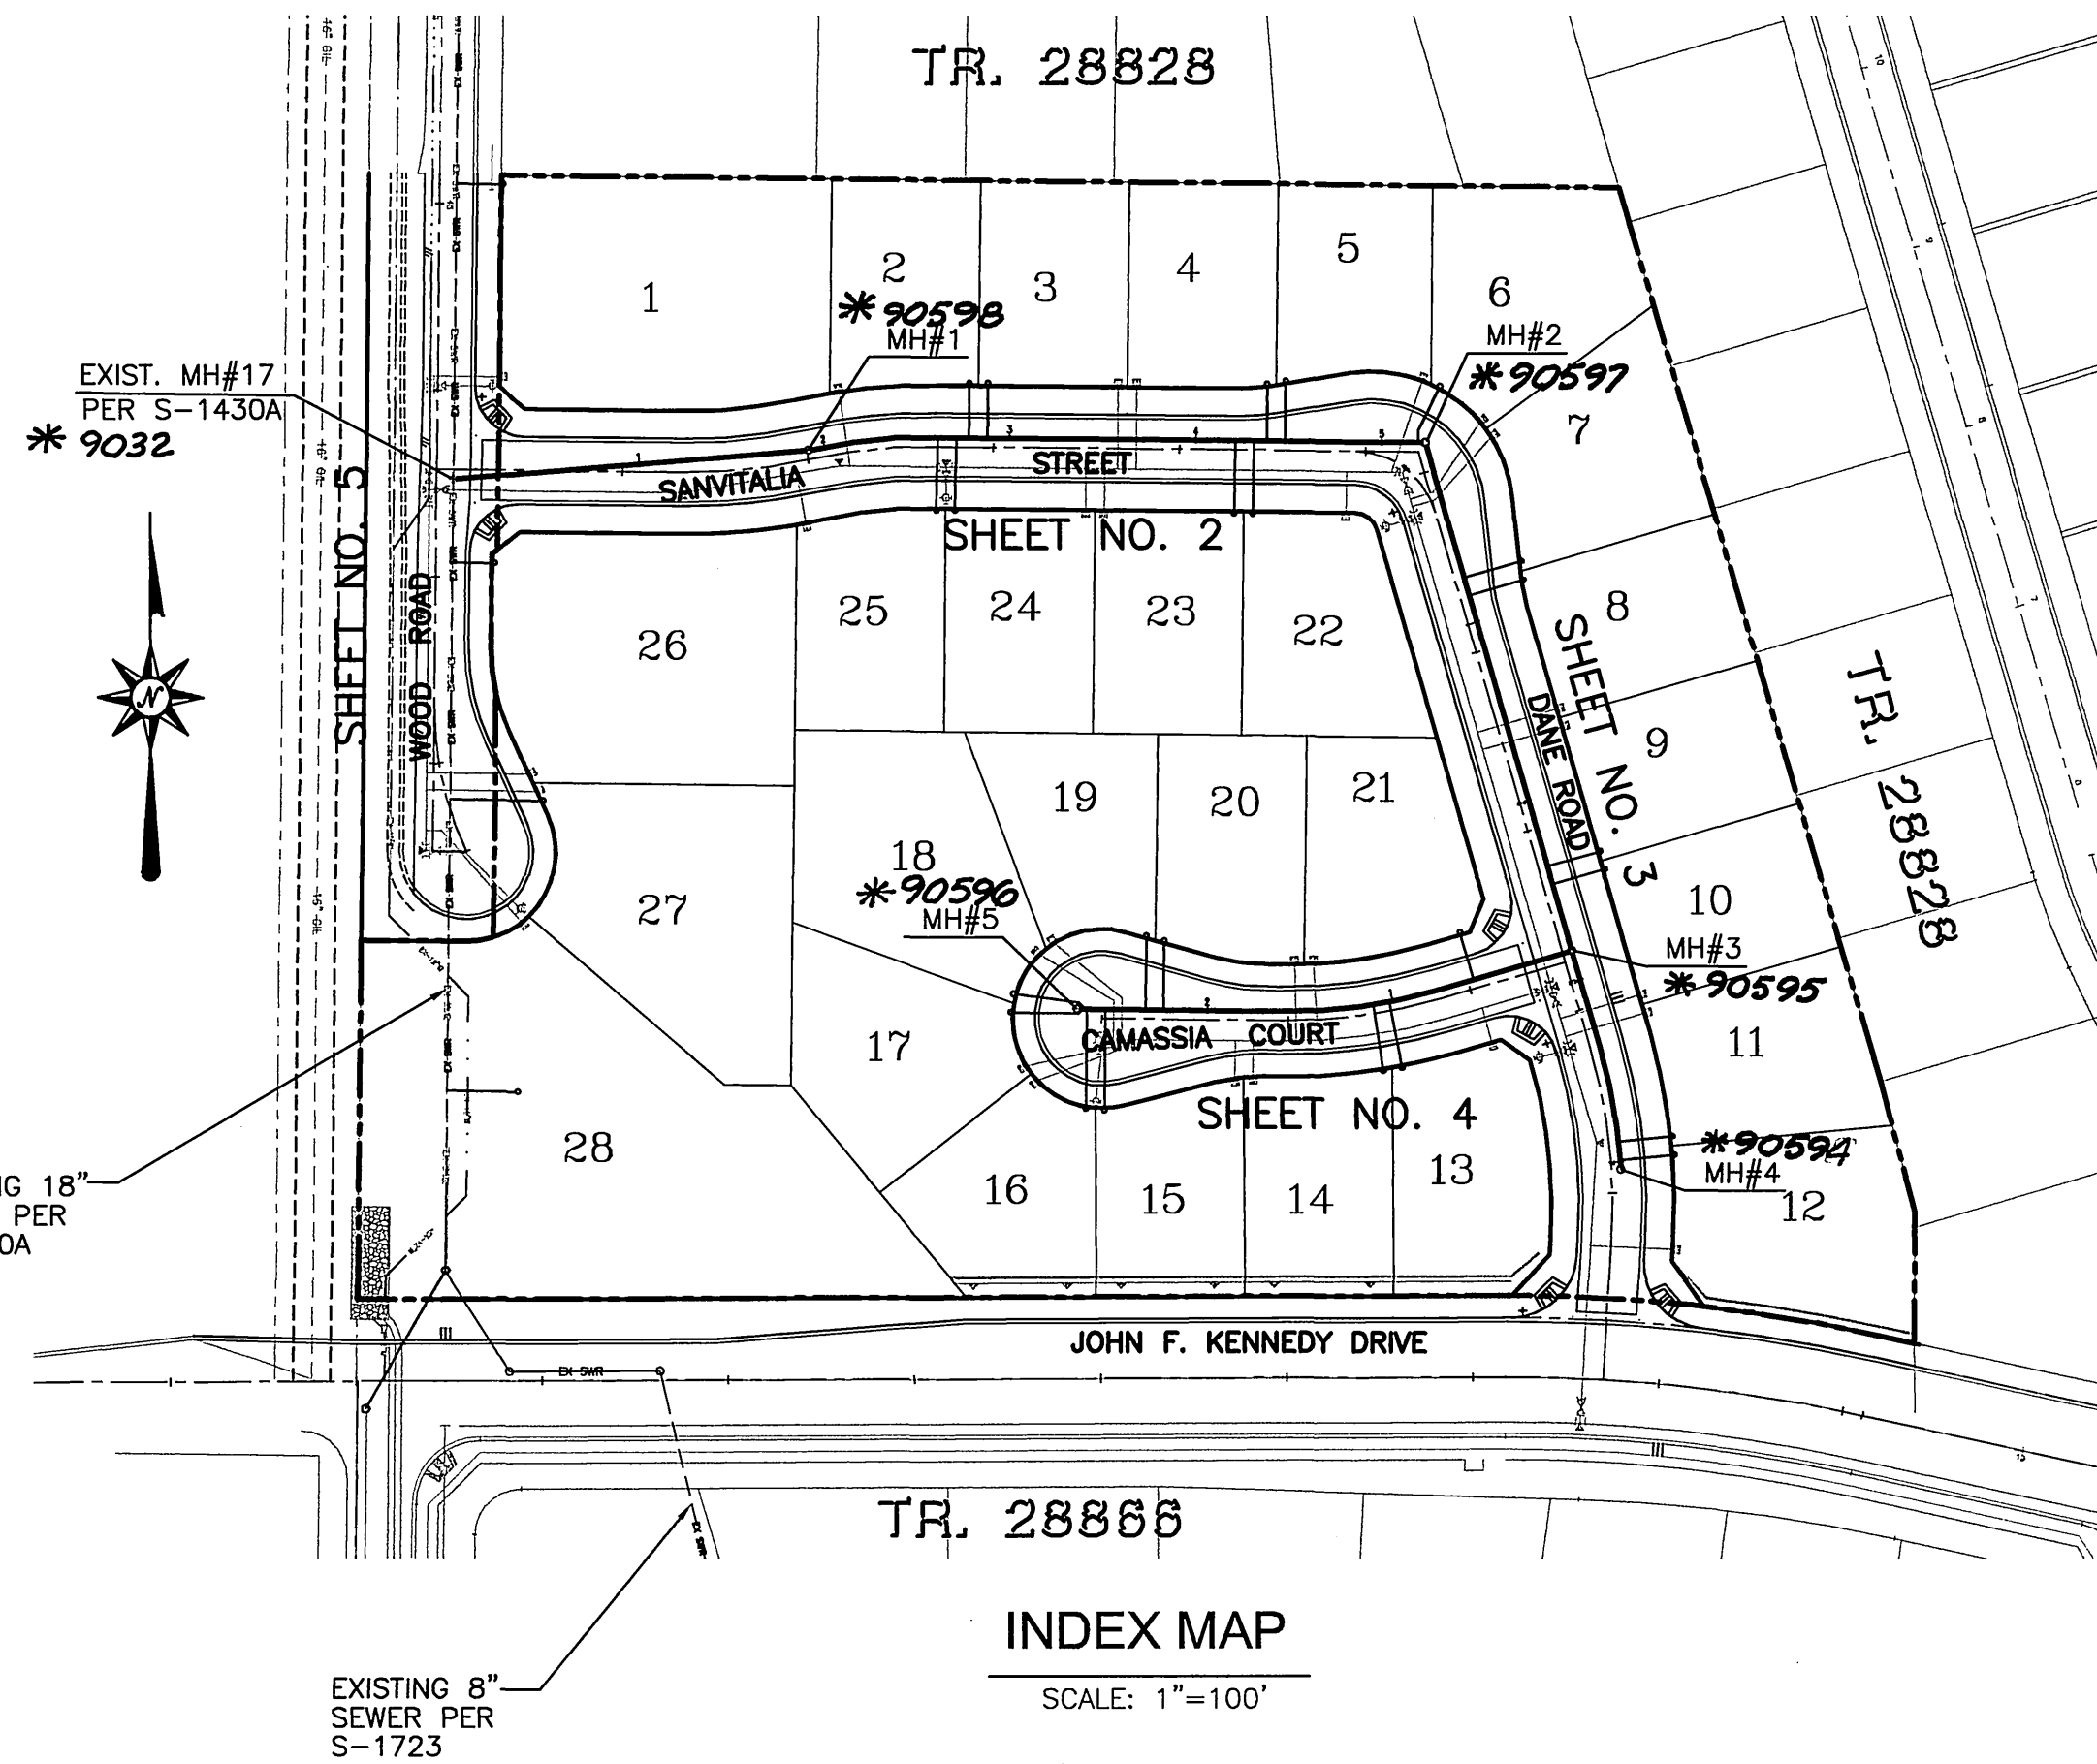 TR. 28828
1
2
3
4
5
6
* 90598
MH#1
MH#2
* 90597
7
EXIST. MH#17
PER S-1430A
* 9032
SANVITALIA
STREET
SHEET NO. 2
SHEET NO. 5
WOOD ROAD
N
26
25
24
23
22
8
SHEET NO. 3
DANE ROAD
TR. 28828
9
19
20
21
18
* 90596
MH#5
27
10
MH#3
* 90595
17
CAMASSIA COURT
11
SHEET NO. 4
28
16
15
14
13
* 90594
MH#4
12
G 18"
PER
0A
JOHN F. KENNEDY DRIVE
EX SWR
TR. 28866
EX SWR
INDEX MAP
SCALE: 1"=100'
EXISTING 8"
SEWER PER
S-1723